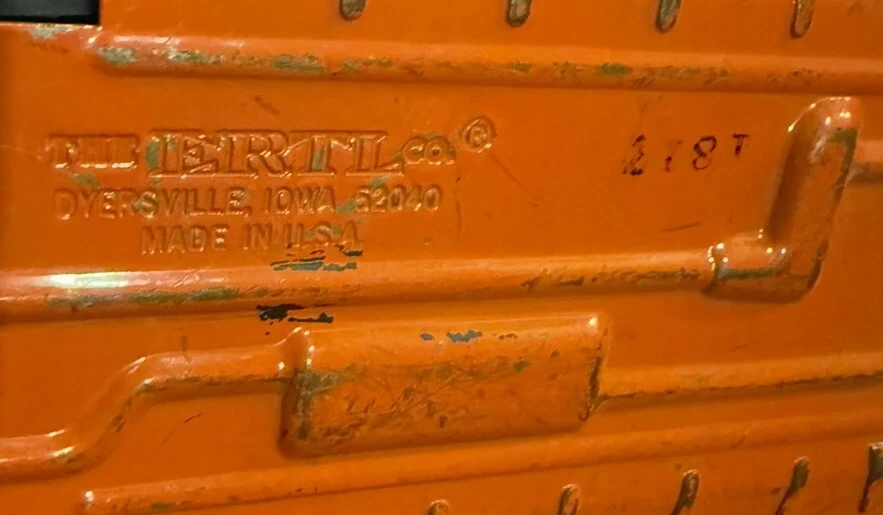 THE ERTL CO.®
DYERSVILLE, IOWA 52040
MADE IN U.S.A